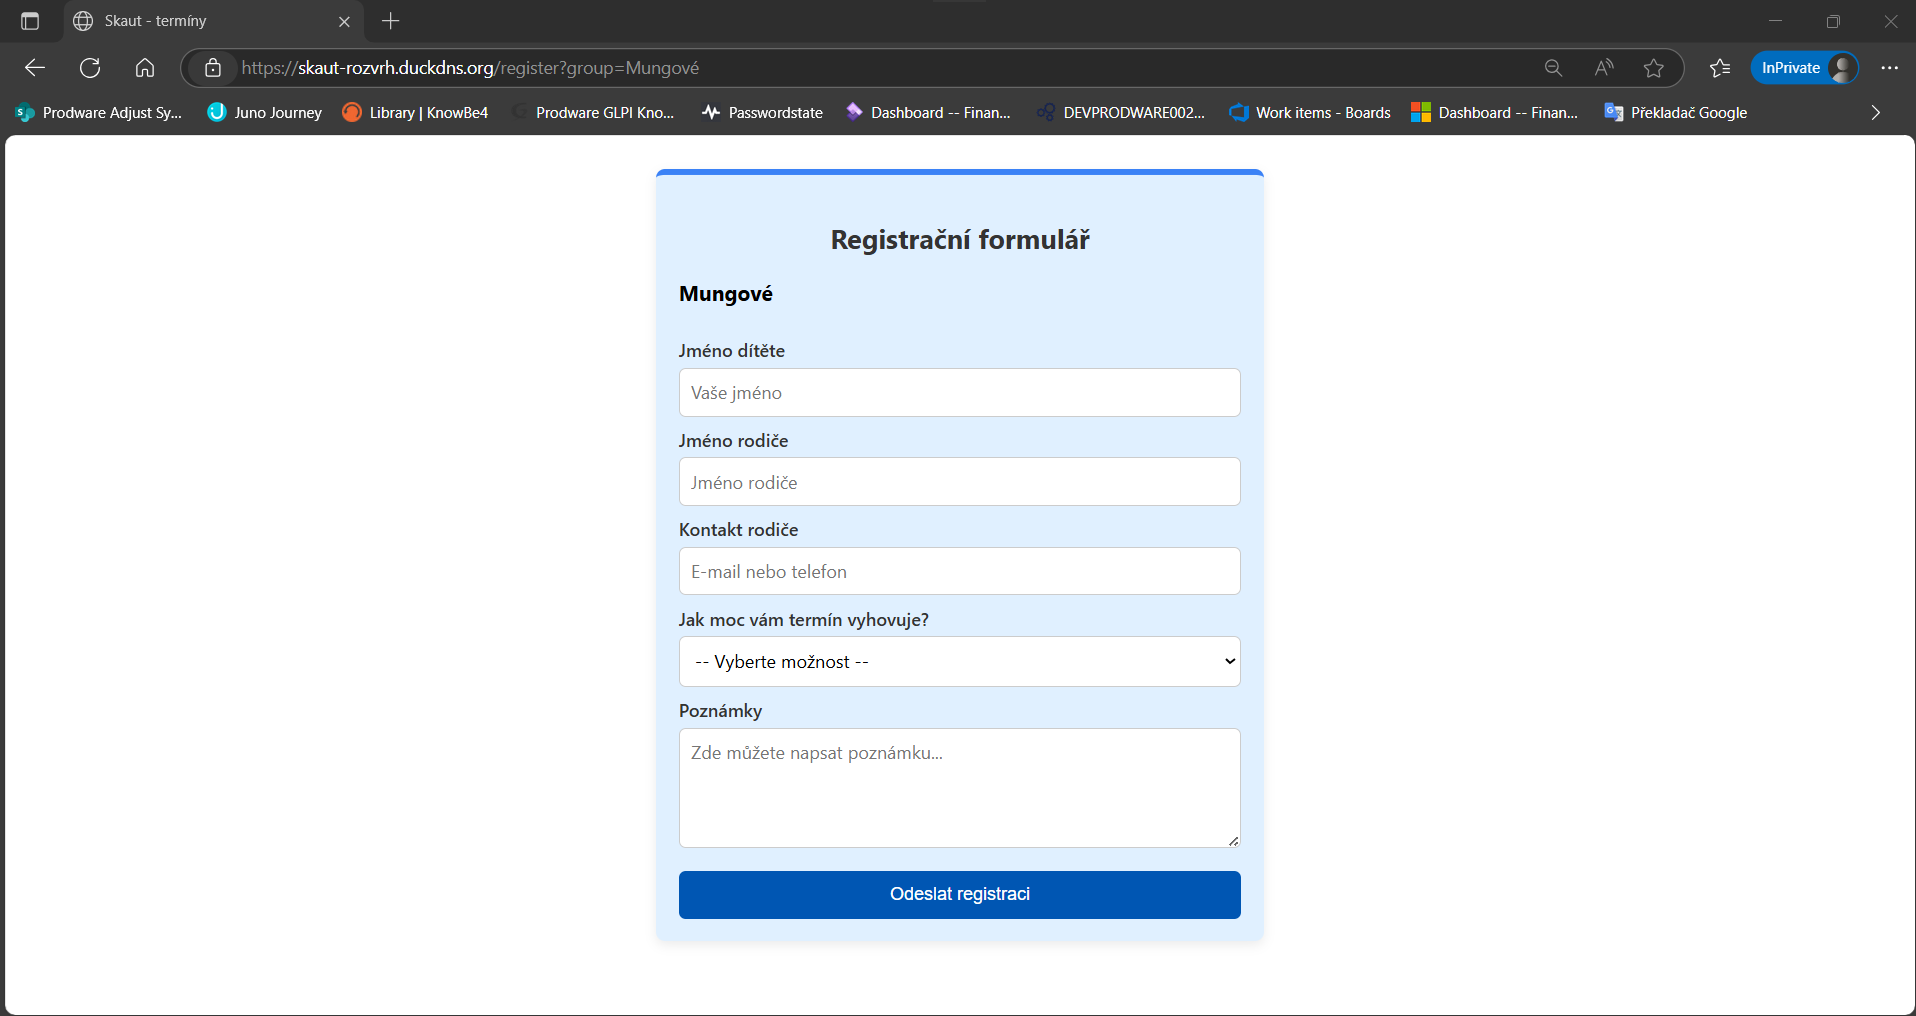 Skaut - termíny
https://skaut-rozvrh.duckdns.org/register?group=Mungové
InPrivate
Prodware Adjust Sy...
Juno Journey
Library | KnowBe4
Prodware GLPI Kno...
Passwordstate
Dashboard -- Finan...
DEVPRODWARE002...
Work items - Boards
Dashboard -- Finan...
Překladač Google
Registrační formulář
Mungové
Jméno dítěte
Vaše jméno
Jméno rodiče
Jméno rodiče
Kontakt rodiče
E-mail nebo telefon
Jak moc vám termín vyhovuje?
-- Vyberte možnost --
Poznámky
Zde můžete napsat poznámku...
Odeslat registraci